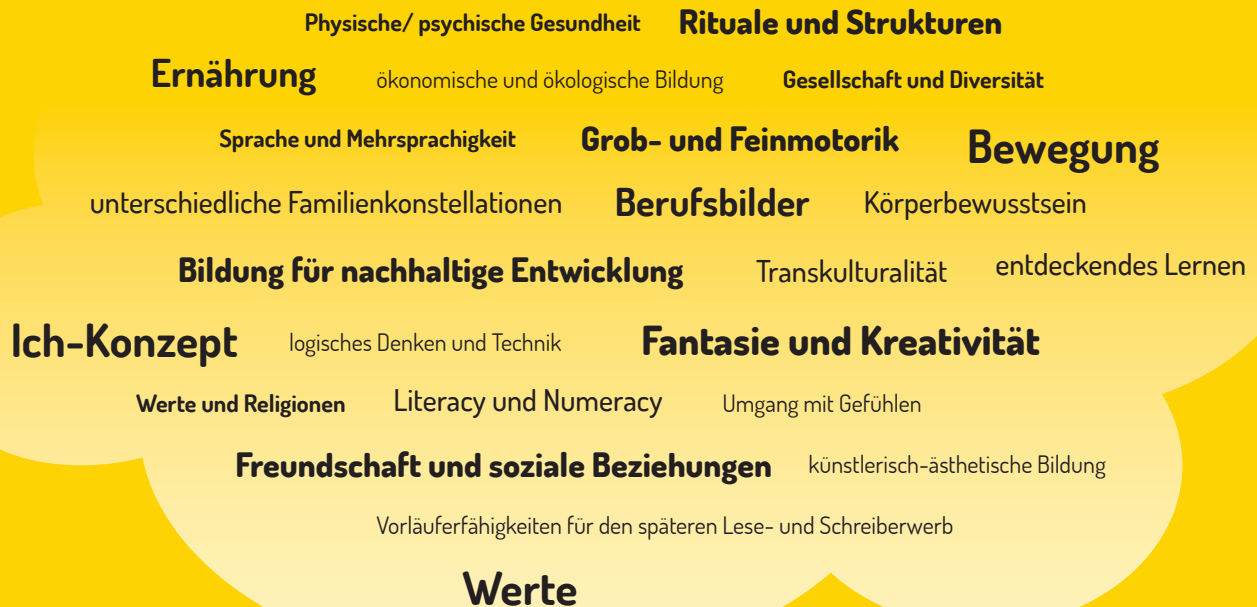 Physische/ psychische Gesundheit Rituale und Strukturen
Ernährung ökonomische und ökologische Bildung Gesellschaft und Diversität
Sprache und Mehrsprachigkeit Grob- und Feinmotorik Bewegung
unterschiedliche Familienkonstellationen Berufsbilder Körperbewusstsein
Bildung für nachhaltige Entwicklung Transkulturalität entdeckendes Lernen
Ich-Konzept logisches Denken und Technik Fantasie und Kreativität
Werte und Religionen Literacy und Numeracy Umgang mit Gefühlen
Freundschaft und soziale Beziehungen künstlerisch-ästhetische Bildung
Vorläuferfähigkeiten für den späteren Lese- und Schreiberwerb
Werte